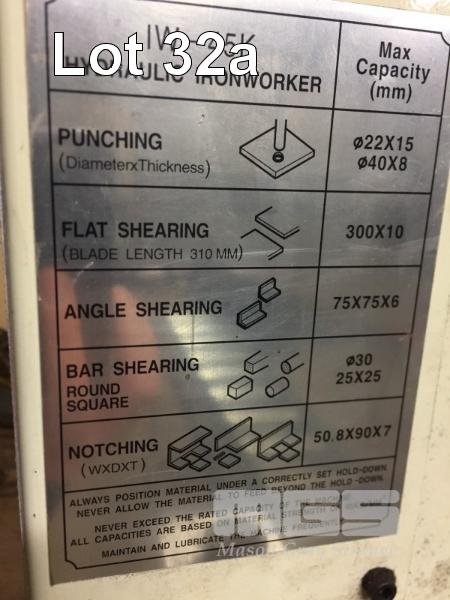 Lot 32a
HYDRAULIC IRONWORKER
Max
Capacity
(mm)
PUNCHING
(DiameterxThickness)
ø22X15
ø40X8
FLAT SHEARING
(BLADE LENGTH 310 MM)
300X10
ANGLE SHEARING
75X75X6
BAR SHEARING
ROUND
SQUARE
ø30
25X25
NOTCHING
(WXDXT)
50.8X90X7
ALWAYS POSITION MATERIAL UNDER A CORRECTLY SET HOLD-DOWN.
NEVER ALLOW THE MATERIAL TO FEED BEYOND THE HOLD-DOWN.
NEVER EXCEED THE RATED CAPACITY OF THE MACHINE
ALL CAPACITIES ARE BASED ON MATERIAL STRENGTH OF
MAINTAIN AND LUBRICATE THE MACHINE FREQUENTLY